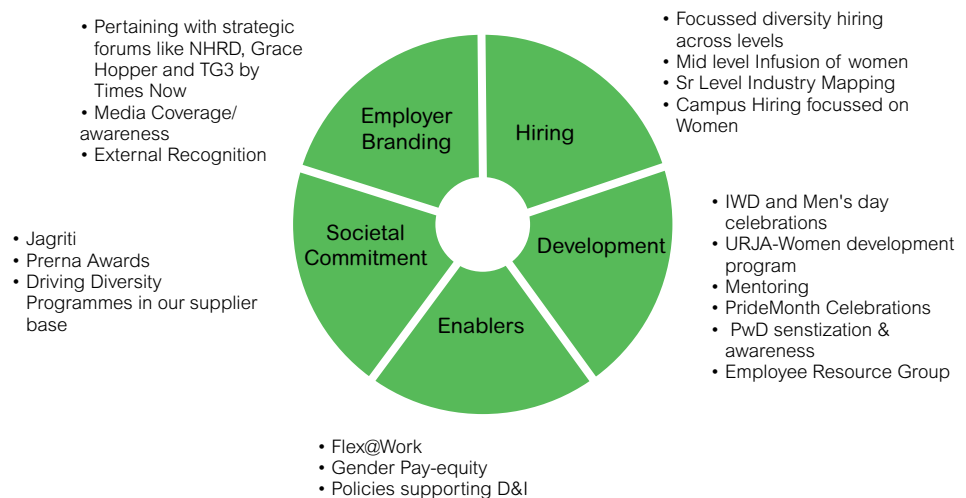 • Pertaining with strategic
forums like NHRD, Grace
Hopper and TG3 by
Times Now
• Media Coverage/
awareness
• External Recognition
• Focussed diversity hiring
across levels
• Mid level Infusion of women
• Sr Level Industry Mapping
• Campus Hiring focussed on
Women
Employer
Branding
Hiring
Societal
Commitment
Development
Enablers
• Jagriti
• Prerna Awards
• Driving Diversity
Programmes in our supplier
base
• IWD and Men's day
celebrations
• URJA-Women development
program
• Mentoring
• PrideMonth Celebrations
• PwD senstization &
awareness
• Employee Resource Group
• Flex@Work
• Gender Pay-equity
• Policies supporting D&I